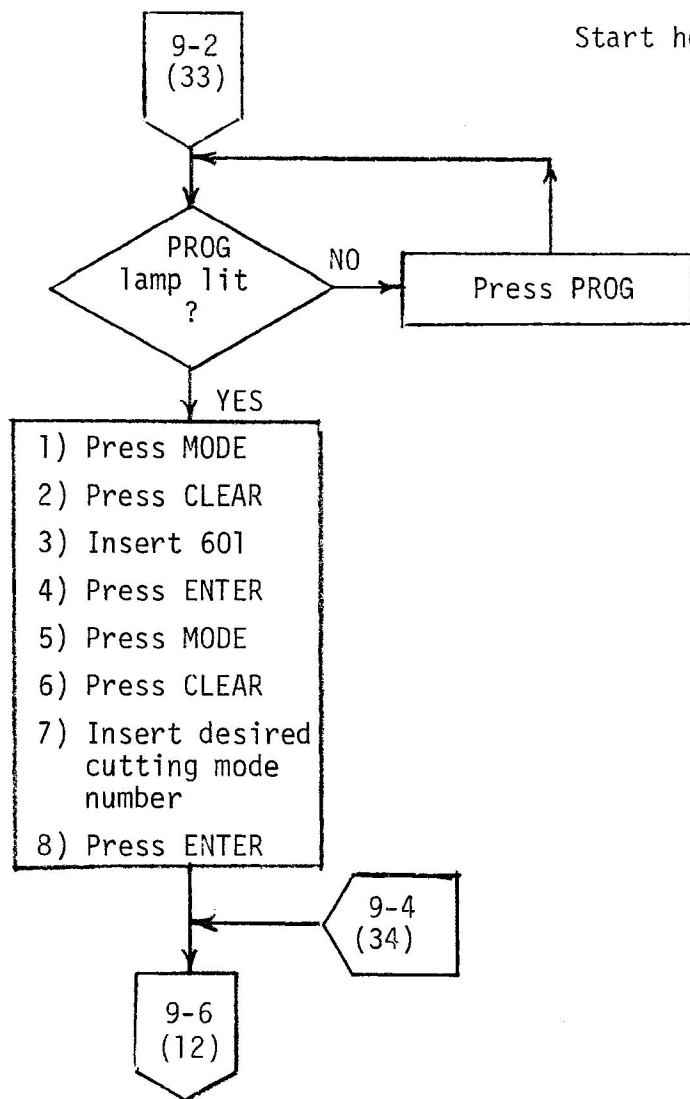 9-2
(33)
Start
PROG
lamp lit
?
NO
Press PROG
YES
1) Press MODE
2) Press CLEAR
3) Insert 601
4) Press ENTER
5) Press MODE
6) Press CLEAR
7) Insert desired
cutting mode
number
8) Press ENTER
9-4
(34)
9-6
(12)